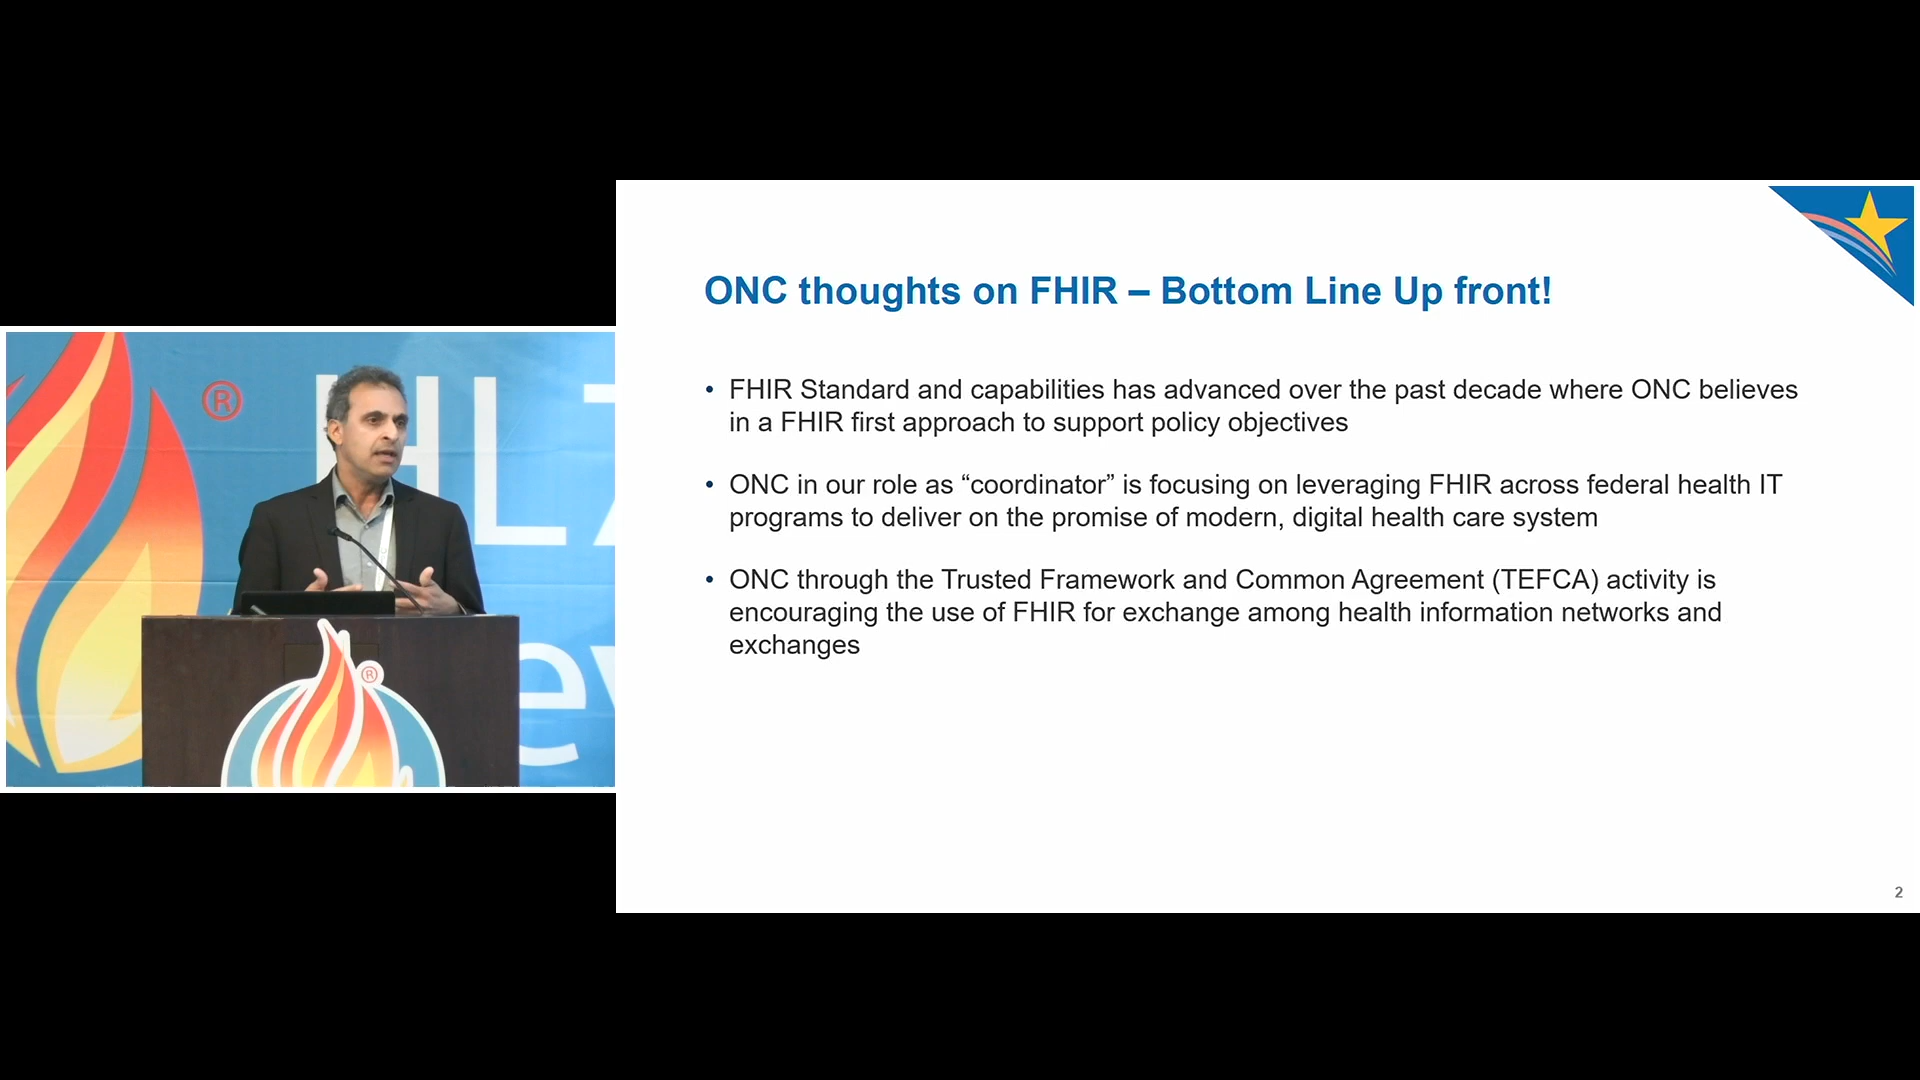 ® HL7
ev
®
ONC thoughts on FHIR – Bottom Line Up front!
• FHIR Standard and capabilities has advanced over the past decade where ONC believes
in a FHIR first approach to support policy objectives
• ONC in our role as “coordinator” is focusing on leveraging FHIR across federal health IT
programs to deliver on the promise of modern, digital health care system
• ONC through the Trusted Framework and Common Agreement (TEFCA) activity is
encouraging the use of FHIR for exchange among health information networks and
exchanges
2